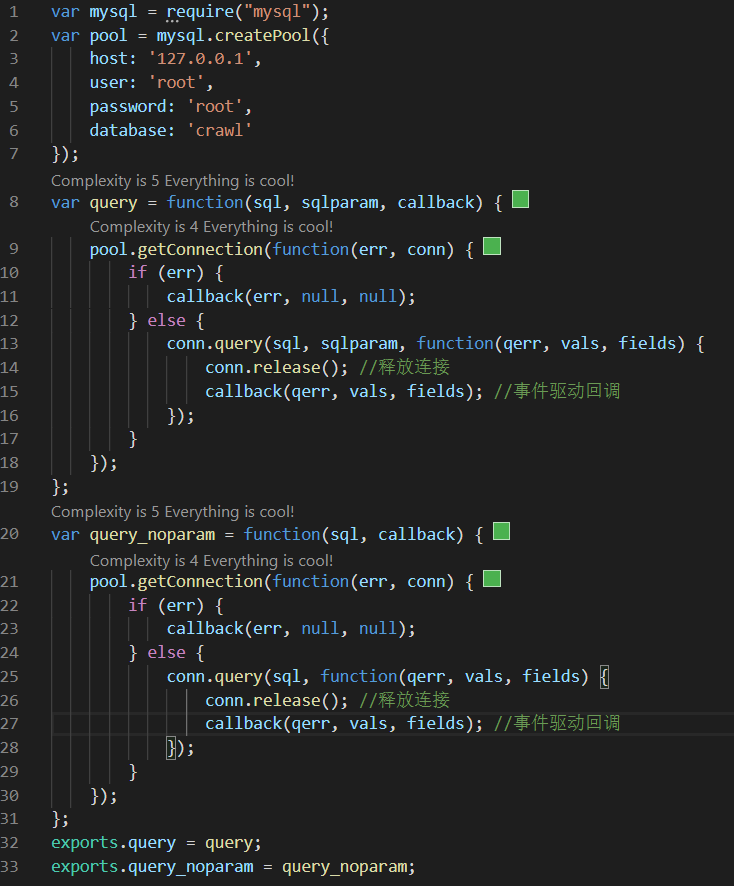 1 var mysql = require("mysql");
2 var pool = mysql.createPool({
3 host: '127.0.0.1',
4 user: 'root',
5 password: 'root',
6 database: 'crawl'
7 });
Complexity is 5 Everything is cool!
8 var query = function(sql, sqlparam, callback) {
Complexity is 4 Everything is cool!
9 pool.getConnection(function(err, conn) {
10 if (err) {
11 callback(err, null, null);
12 } else {
13 conn.query(sql, sqlparam, function(qerr, vals, fields) {
14 conn.release(); //释放连接
15 callback(qerr, vals, fields); //事件驱动回调
16 });
17 }
18 });
19 };
Complexity is 5 Everything is cool!
20 var query_noparam = function(sql, callback) {
Complexity is 4 Everything is cool!
21 pool.getConnection(function(err, conn) {
22 if (err) {
23 callback(err, null, null);
24 } else {
25 conn.query(sql, function(qerr, vals, fields) {
26 conn.release(); //释放连接
27 callback(qerr, vals, fields); //事件驱动回调
28 });
29 }
30 });
31 };
32 exports.query = query;
33 exports.query_noparam = query_noparam;